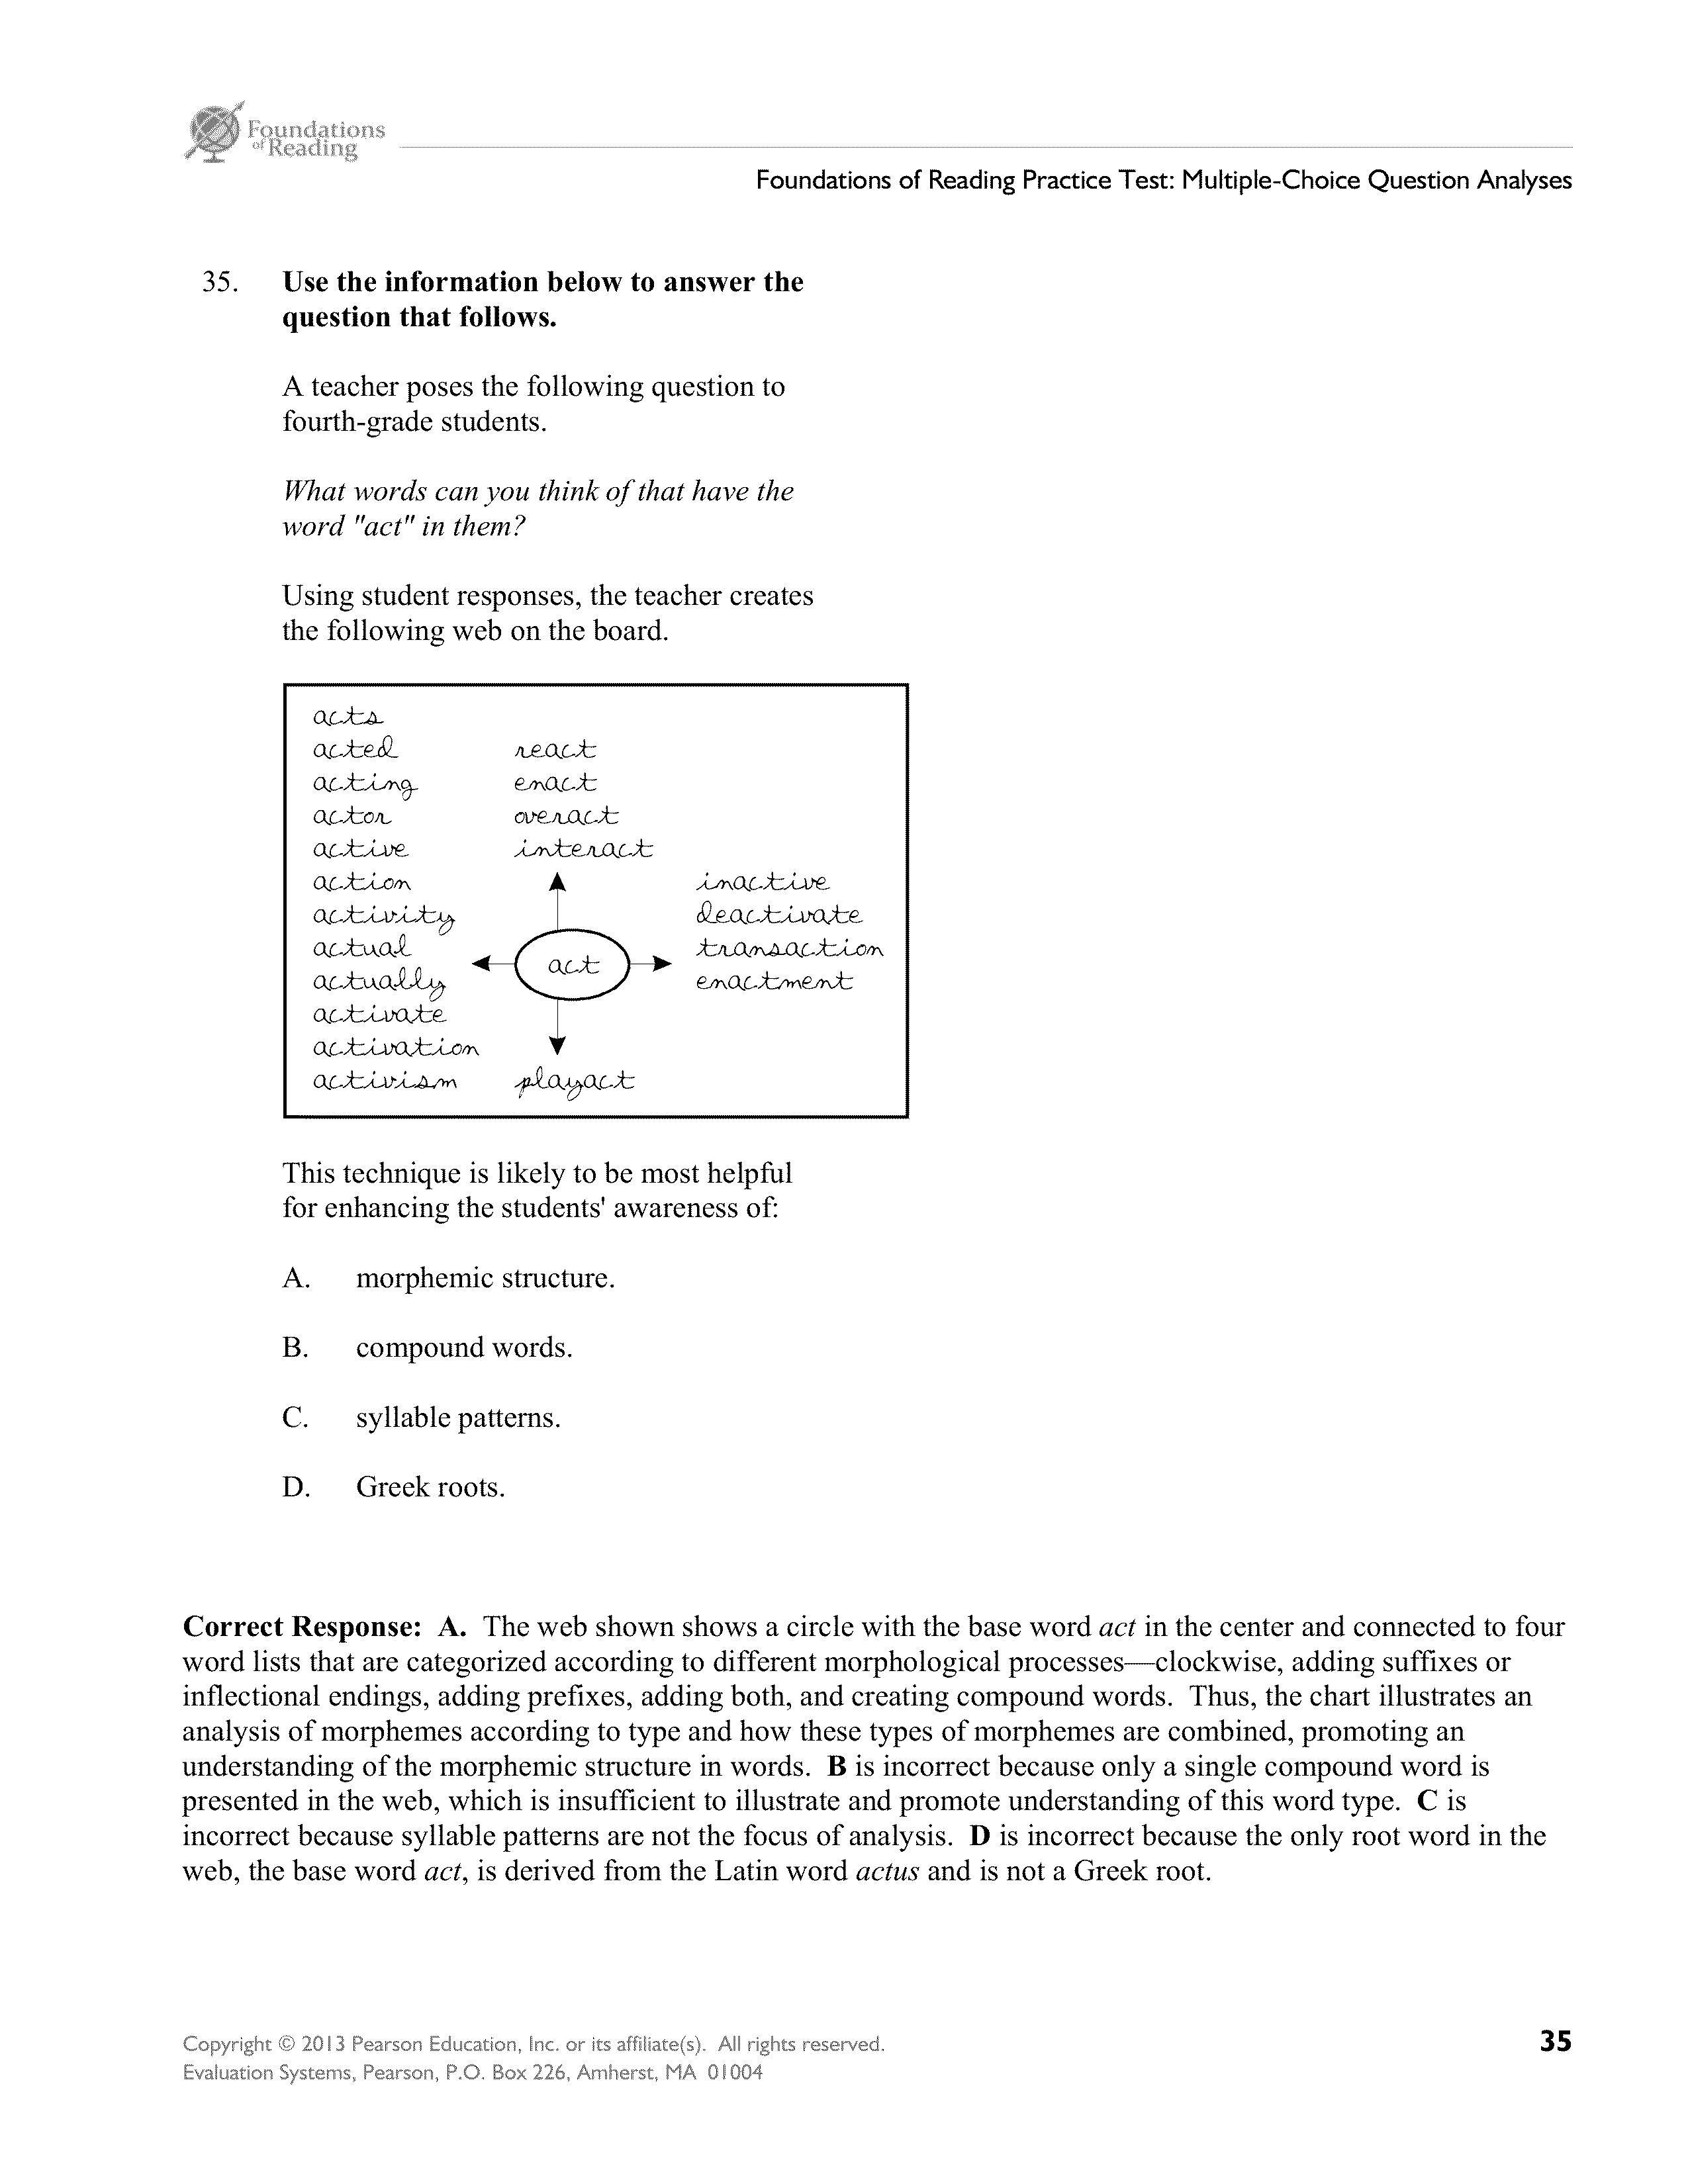 Foundations
of Reading
Foundations of Reading Practice Test: Multiple-Choice Question Analyses
35. Use the information below to answer the
question that follows.
A teacher poses the following question to
fourth-grade students.
What words can you think of that have the
word "act" in them?
Using student responses, the teacher creates
the following web on the board.
acts
acted
acting
actor
active
action
activity
actual
actually
activate
activation
activism
react
enact
overact
interact
act
inactive
deactivate
transaction
enactment
playact
This technique is likely to be most helpful
for enhancing the students' awareness of:
A. morphemic structure.
B. compound words.
C. syllable patterns.
D. Greek roots.
Correct Response: A. The web shown shows a circle with the base word act in the center and connected to four
word lists that are categorized according to different morphological processes—clockwise, adding suffixes or
inflectional endings, adding prefixes, adding both, and creating compound words. Thus, the chart illustrates an
analysis of morphemes according to type and how these types of morphemes are combined, promoting an
understanding of the morphemic structure in words. B is incorrect because only a single compound word is
presented in the web, which is insufficient to illustrate and promote understanding of this word type. C is
incorrect because syllable patterns are not the focus of analysis. D is incorrect because the only root word in the
web, the base word act, is derived from the Latin word actus and is not a Greek root.
Copyright © 2013 Pearson Education, Inc. or its affiliate(s). All rights reserved.
Evaluation Systems, Pearson, P.O. Box 226, Amherst, MA 01004
35